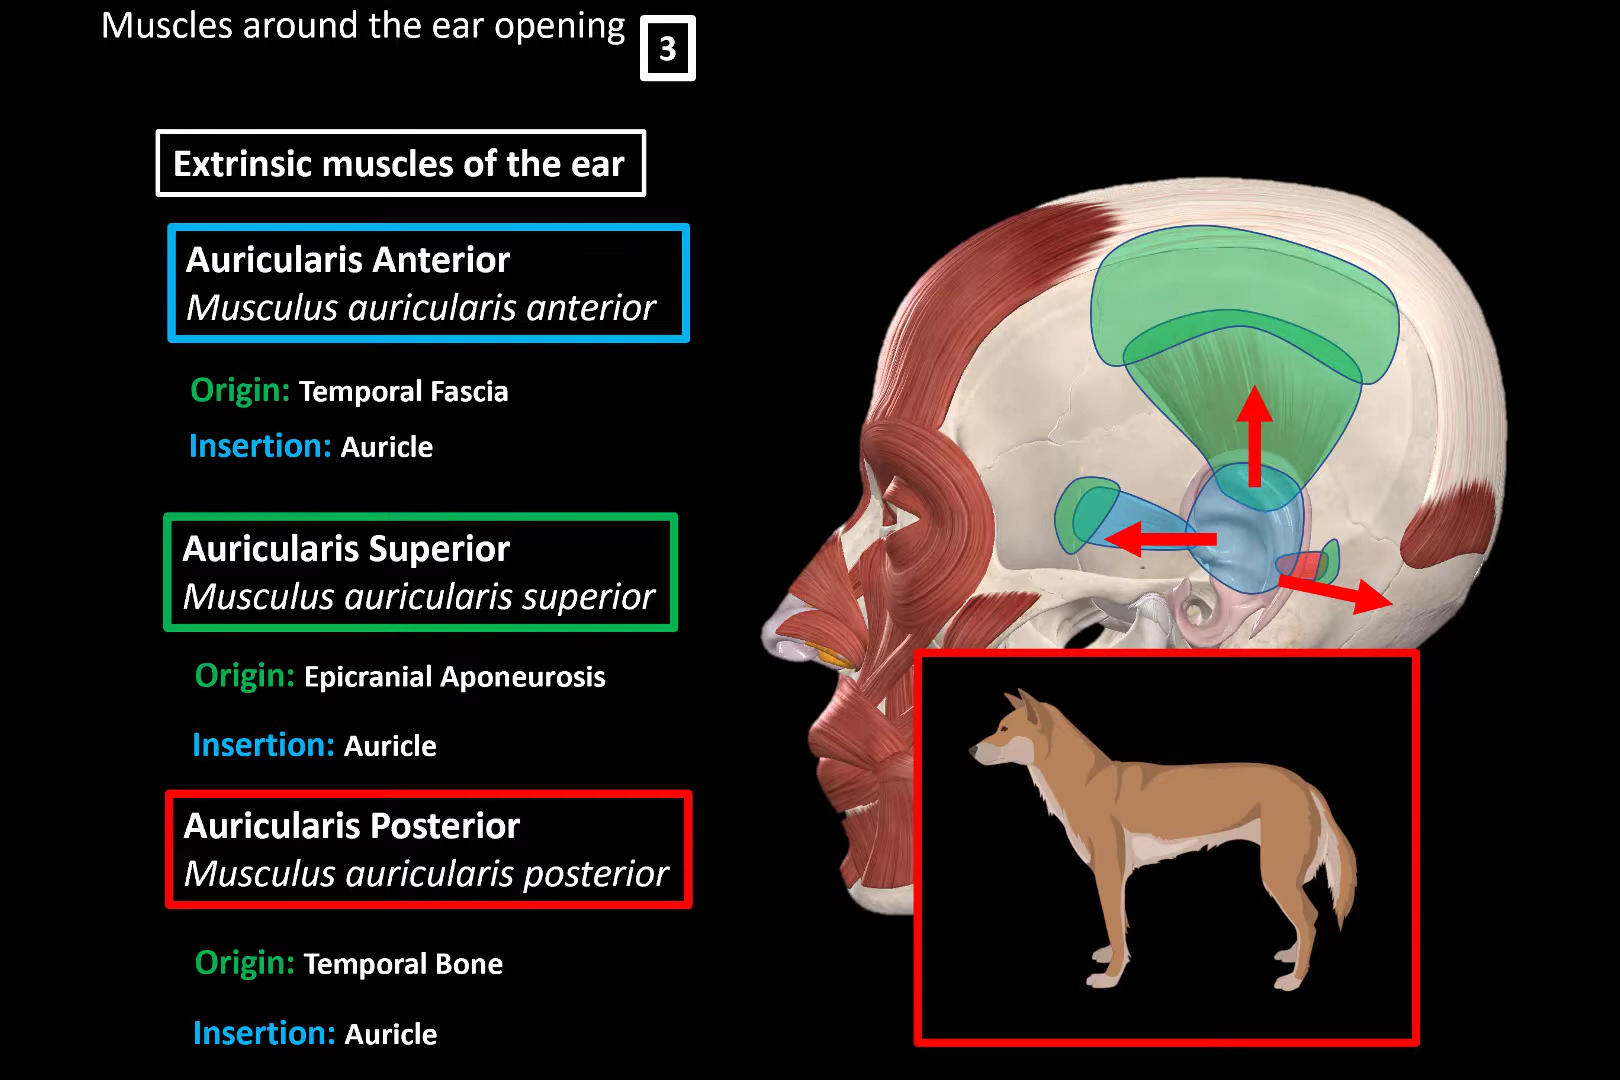 Muscles around the ear opening
3
Extrinsic muscles of the ear
Auricularis Anterior
Musculus auricularis anterior
Origin: Temporal Fascia
Insertion: Auricle
Auricularis Superior
Musculus auricularis superior
Origin: Epicranial Aponeurosis
Insertion: Auricle
Auricularis Posterior
Musculus auricularis posterior
Origin: Temporal Bone
Insertion: Auricle